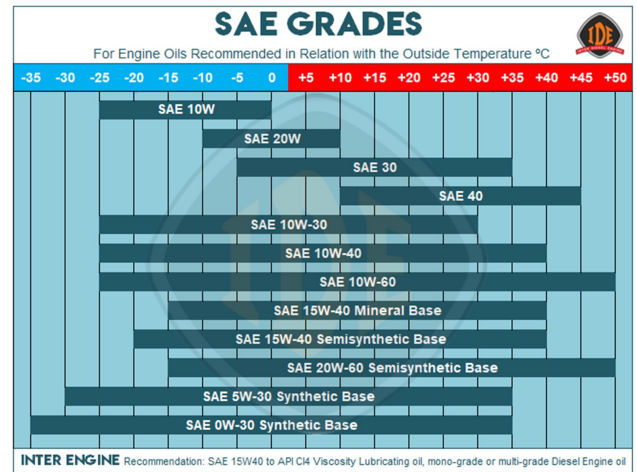 SAE GRADES
For Engine Oils Recommended in Relation with the Outside Temperature ºC
IDE
-35 -30 -25 -20 -15 -10 -5 0 +5 +10 +15 +20 +25 +30 +35 +40 +45 +50
SAE 10W
SAE 20W
SAE 30
SAE 40
SAE 10W-30
SAE 10W-40
SAE 10W-60
SAE 15W-40 Mineral Base
SAE 15W-40 Semisynthetic Base
SAE 20W-60 Semisynthetic Base
SAE 5W-30 Synthetic Base
SAE 0W-30 Synthetic Base
IDE
INTER ENGINE Recommendation: SAE 15W40 to API CI4 Viscosity Lubricating oil, mono-grade or multi-grade Diesel Engine oil